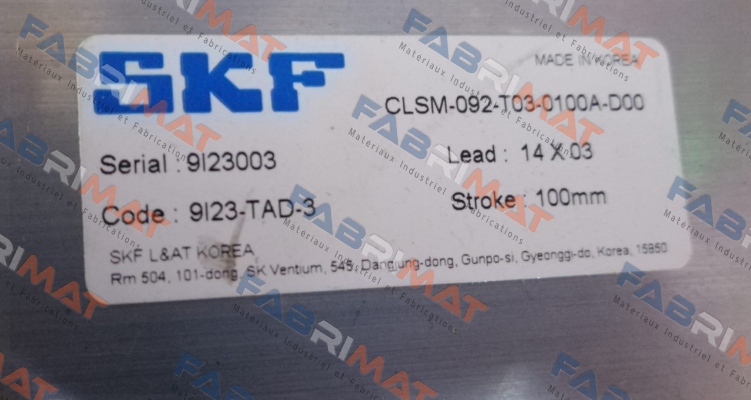 SKF
MADE IN KOREA
CLSM-092-T03-0100A-D00
Serial : 9I23003
Lead : 14 X 03
Code : 9I23-TAD-3
Stroke : 100mm
SKF L&AT KOREA
Rm 504, 101-dong, SK Ventium, 545, Dangjung-dong, Gunpo-si, Gyeonggi-do, Korea, 15850
FABRIMAT
Materiaux Industriel et Fabrications